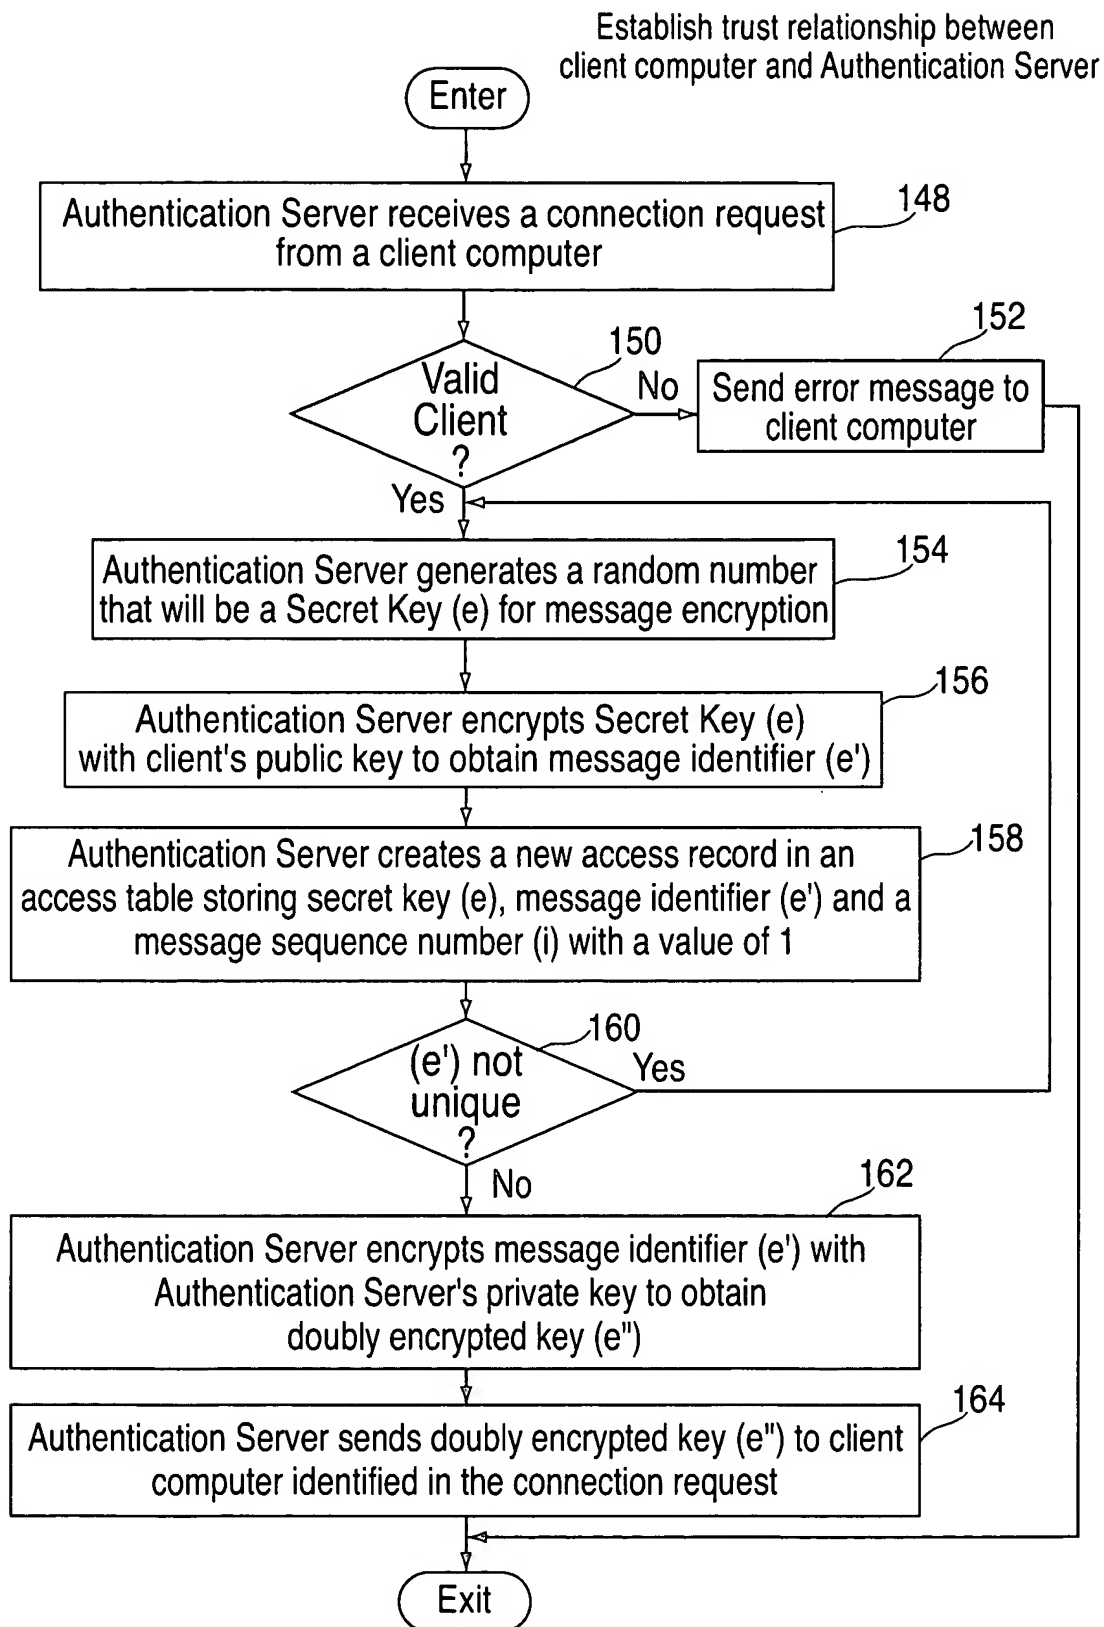 Establish trust relationship between
client computer and Authentication Server
Enter
Authentication Server receives a connection request
from a client computer
148
Valid
Client
?
150
No
Send error message to
client computer
152
Yes
Authentication Server generates a random number
that will be a Secret Key (e) for message encryption
154
Authentication Server encrypts Secret Key (e)
with client's public key to obtain message identifier (e')
156
Authentication Server creates a new access record in an
access table storing secret key (e), message identifier (e') and a
message sequence number (i) with a value of 1
158
(e') not
unique
?
160
Yes
No
Authentication Server encrypts message identifier (e') with
Authentication Server's private key to obtain
doubly encrypted key (e")
162
Authentication Server sends doubly encrypted key (e") to client
computer identified in the connection request
164
Exit